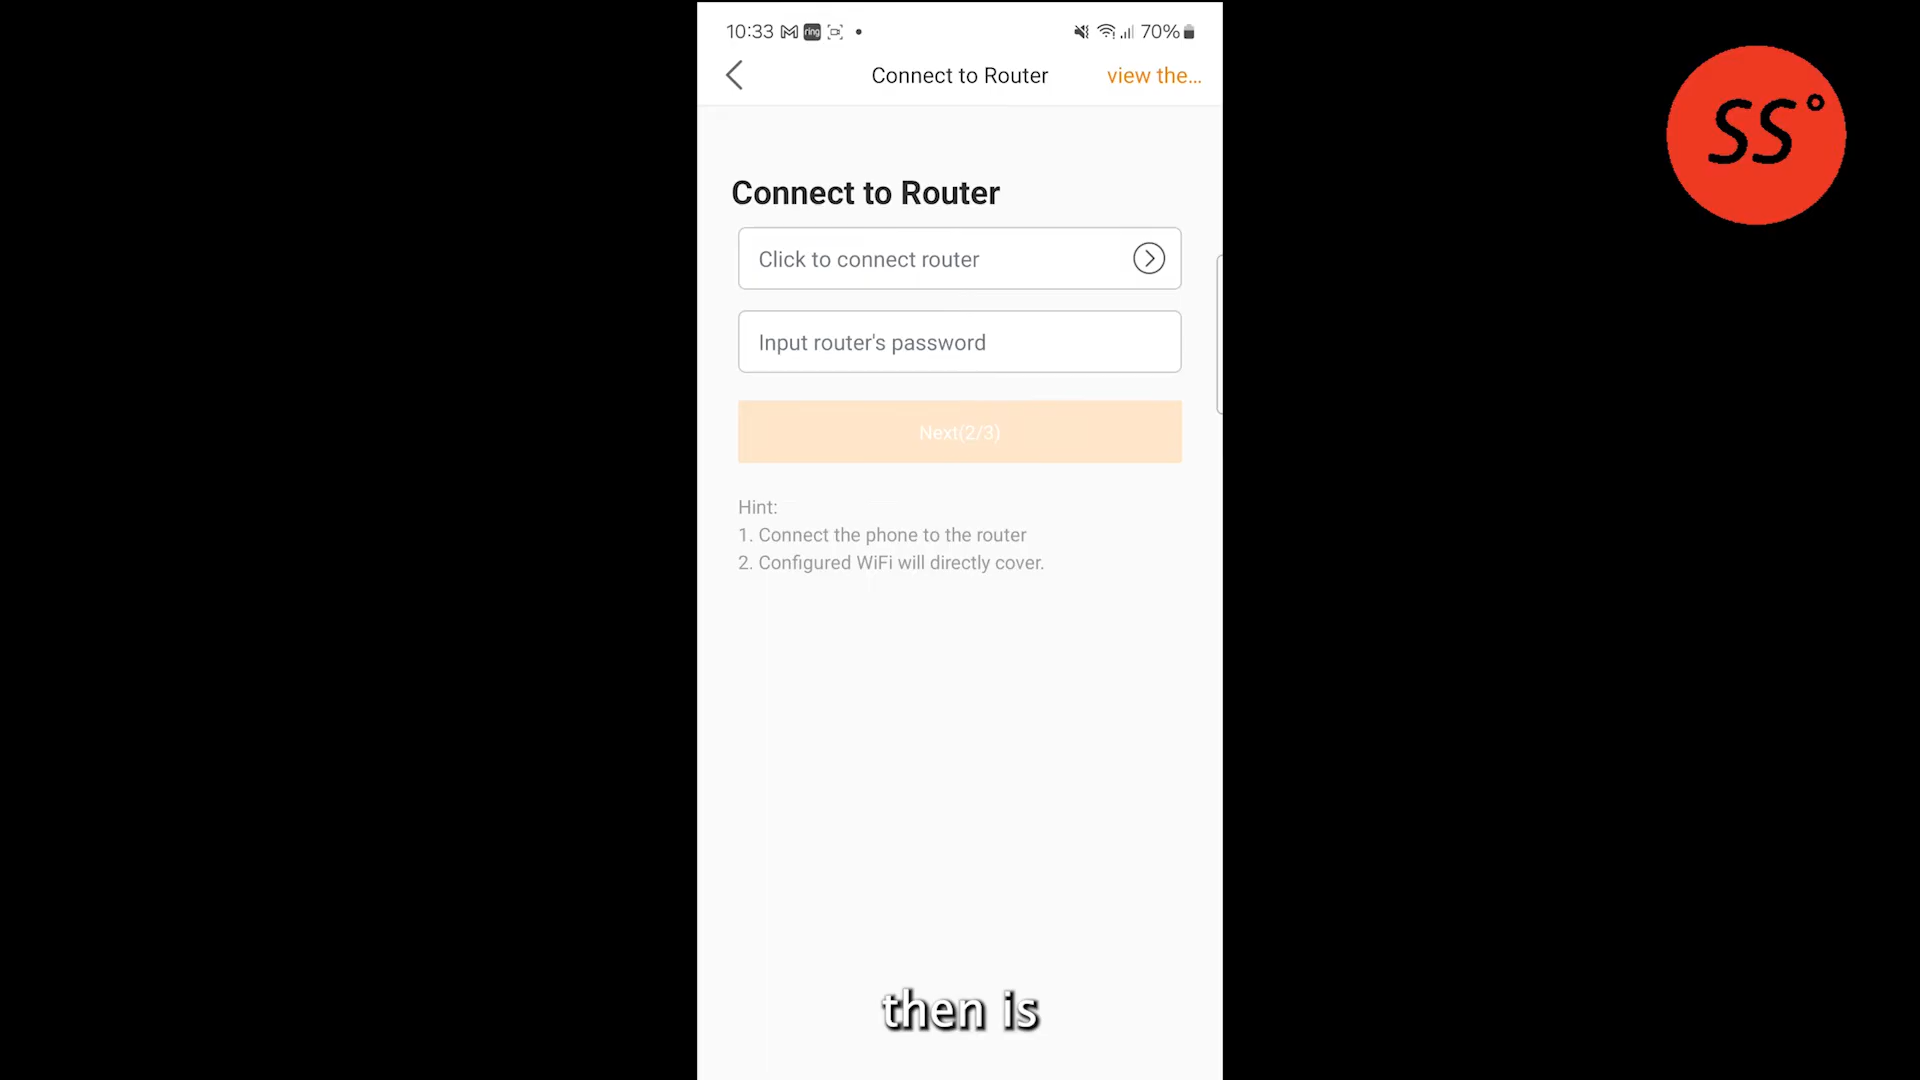 10:33 ring 70%
Connect to Router view the...
SS°
Connect to Router
Click to connect router
Input router's password
Next(2/3)
Hint:
1. Connect the phone to the router
2. Configured WiFi will directly cover.
then is